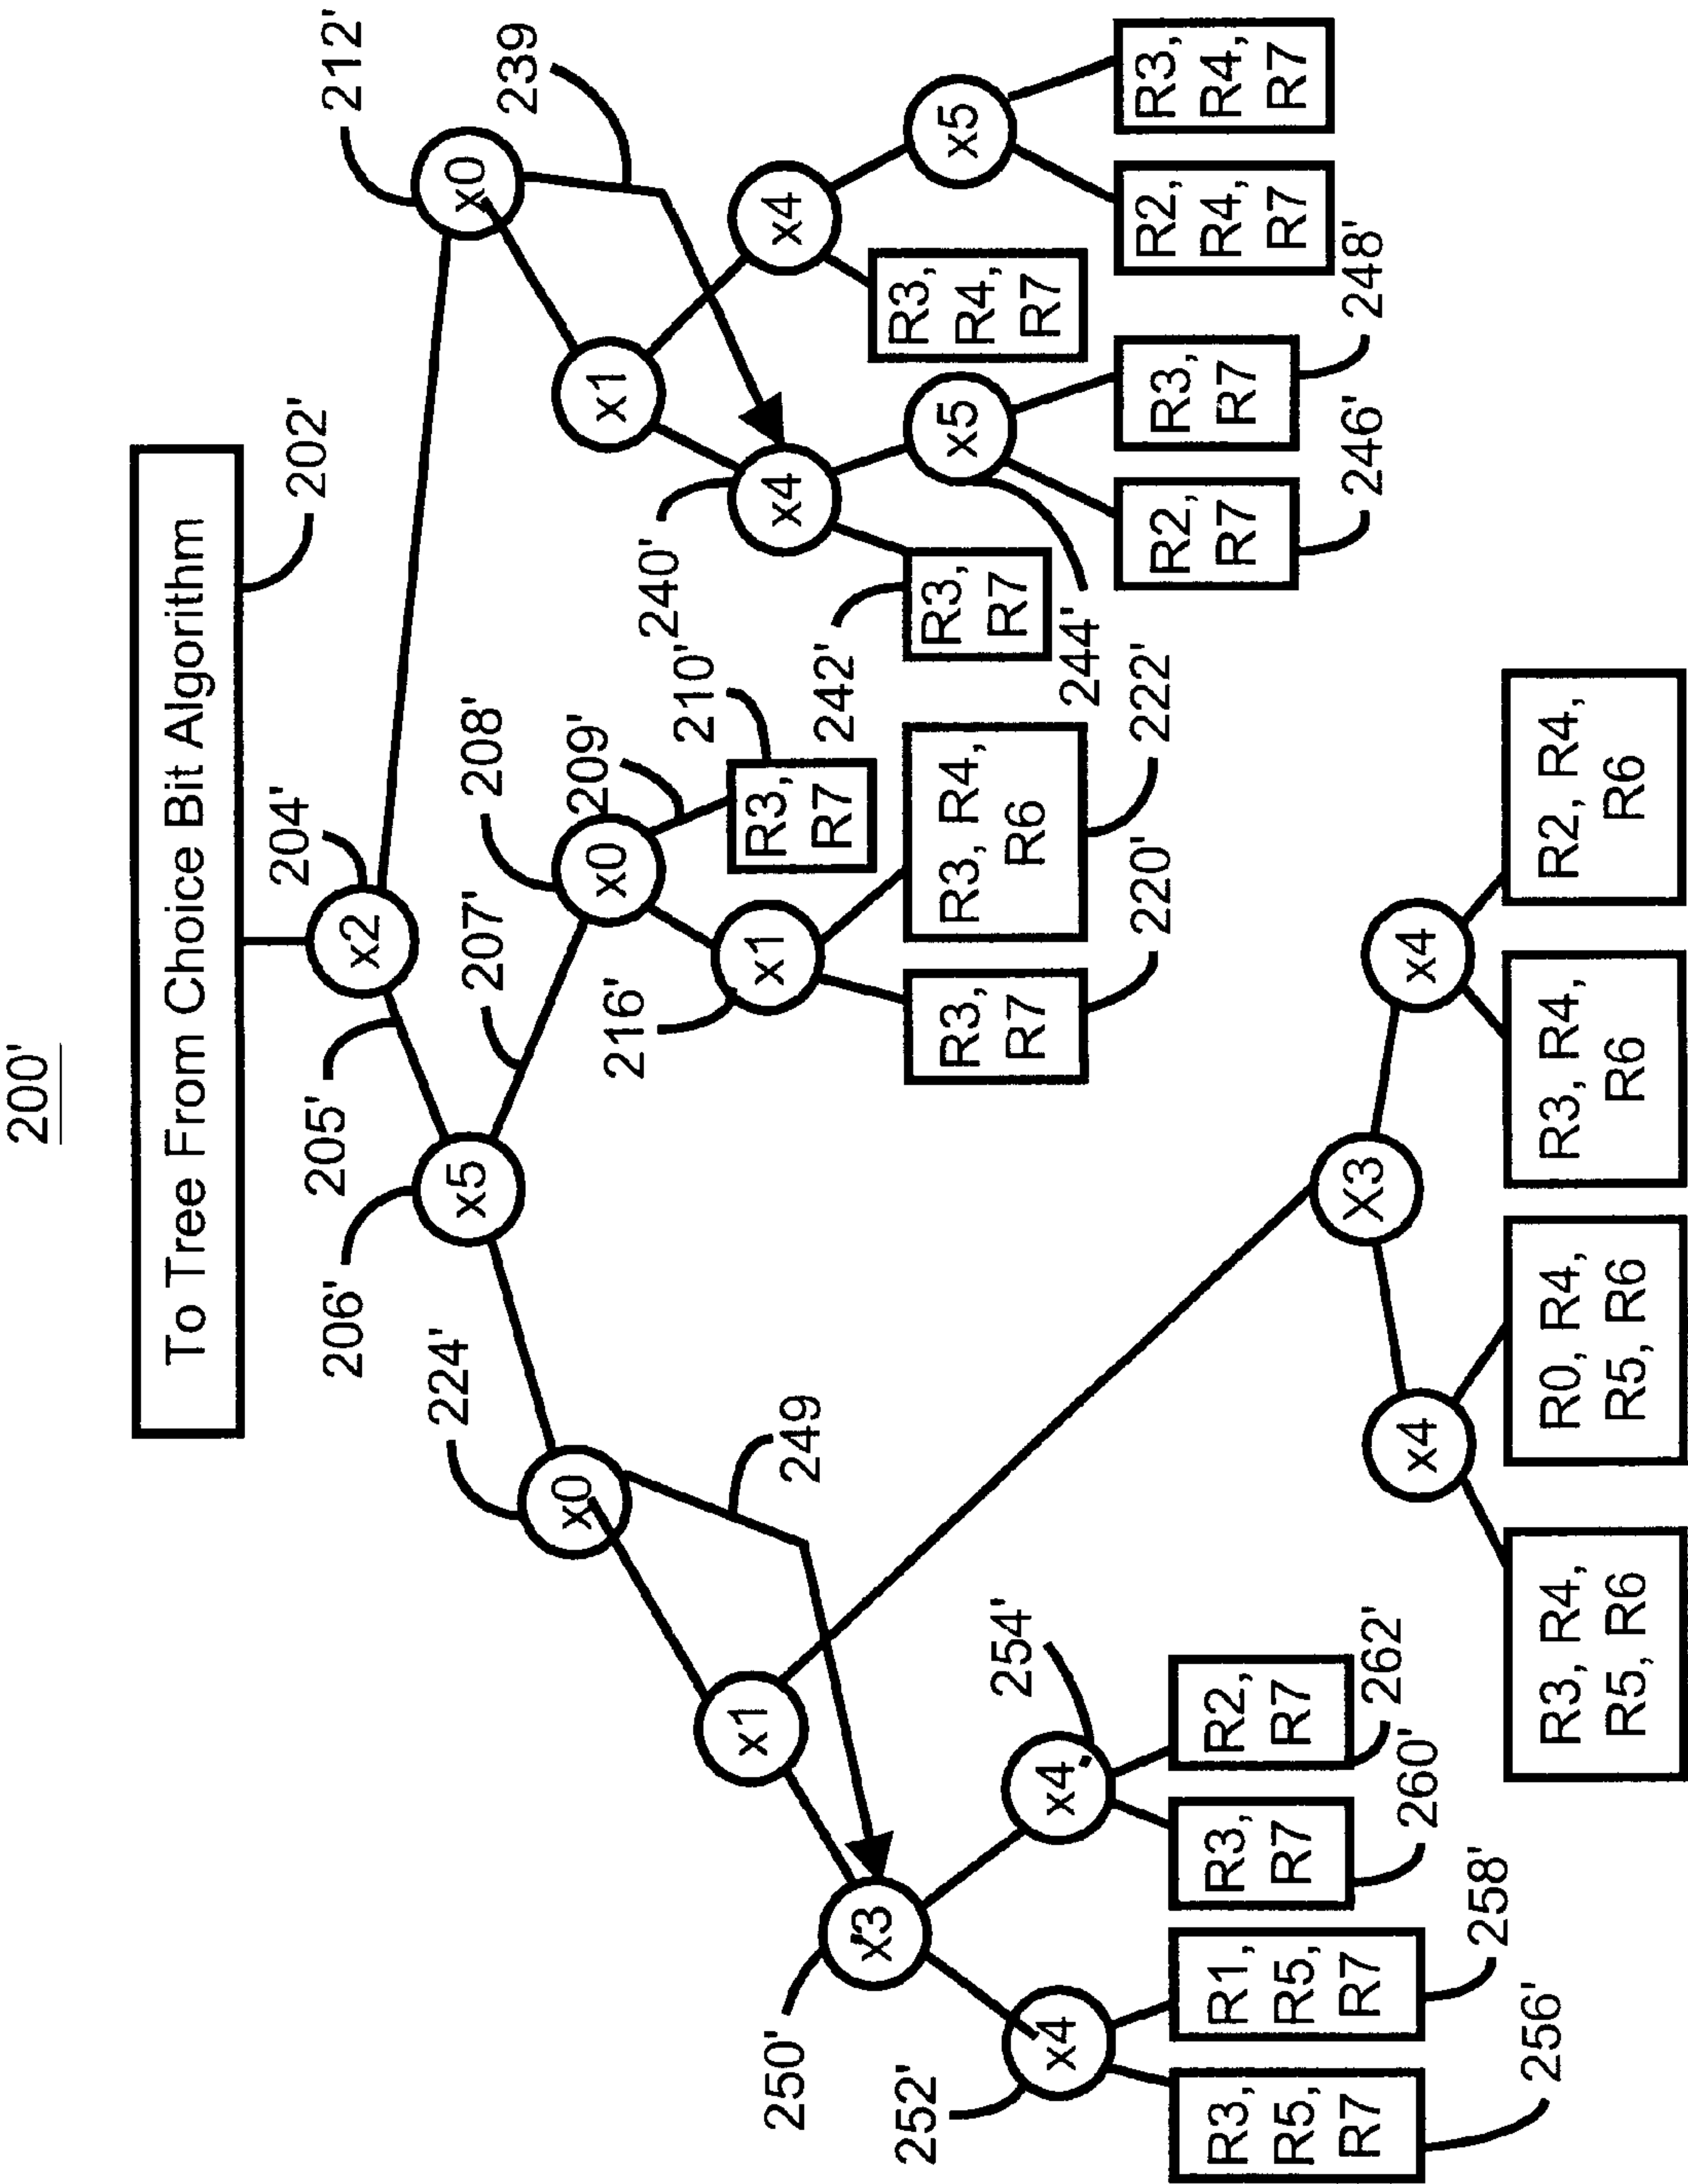 200'
To Tree From Choice Bit Algorithm
202'
204'
x2
205'
206'
212'
224'
x5
x0
207'
208'
239
x0
209'
x0
x1
216'
240'
210'
x1
x1
R3,
R7
x4
x4
250'
249
242'
x3
R3,
R7
R3, R4,
R6
R3,
R7
x5
R3,
R4,
R7
x5
252'
254'
x4
x4
244'
220'
222'
R3,
R5,
R7
R1,
R5,
R7
R3,
R7
R2,
R7
R2,
R7
R3,
R7
R2,
R4,
R7
R3,
R4,
R7
256'
258'
260'
262'
246'
248'
X3
x4
x4
R3, R4,
R5, R6
R0, R4,
R5, R6
R3, R4,
R6
R2, R4,
R6